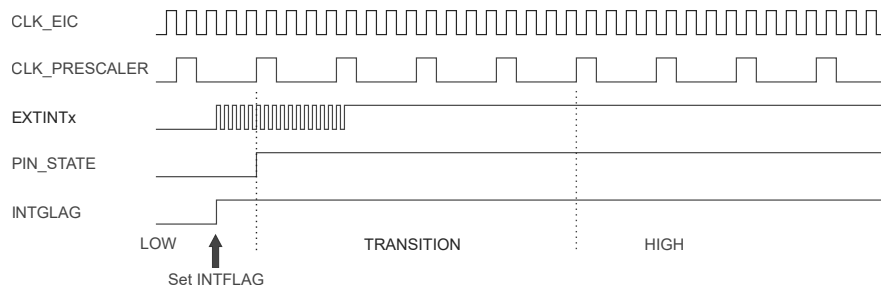 CLK_EIC
CLK_PRESCALER
EXTINTx
PIN_STATE
INTGLAG
LOW TRANSITION HIGH
Set INTFLAG